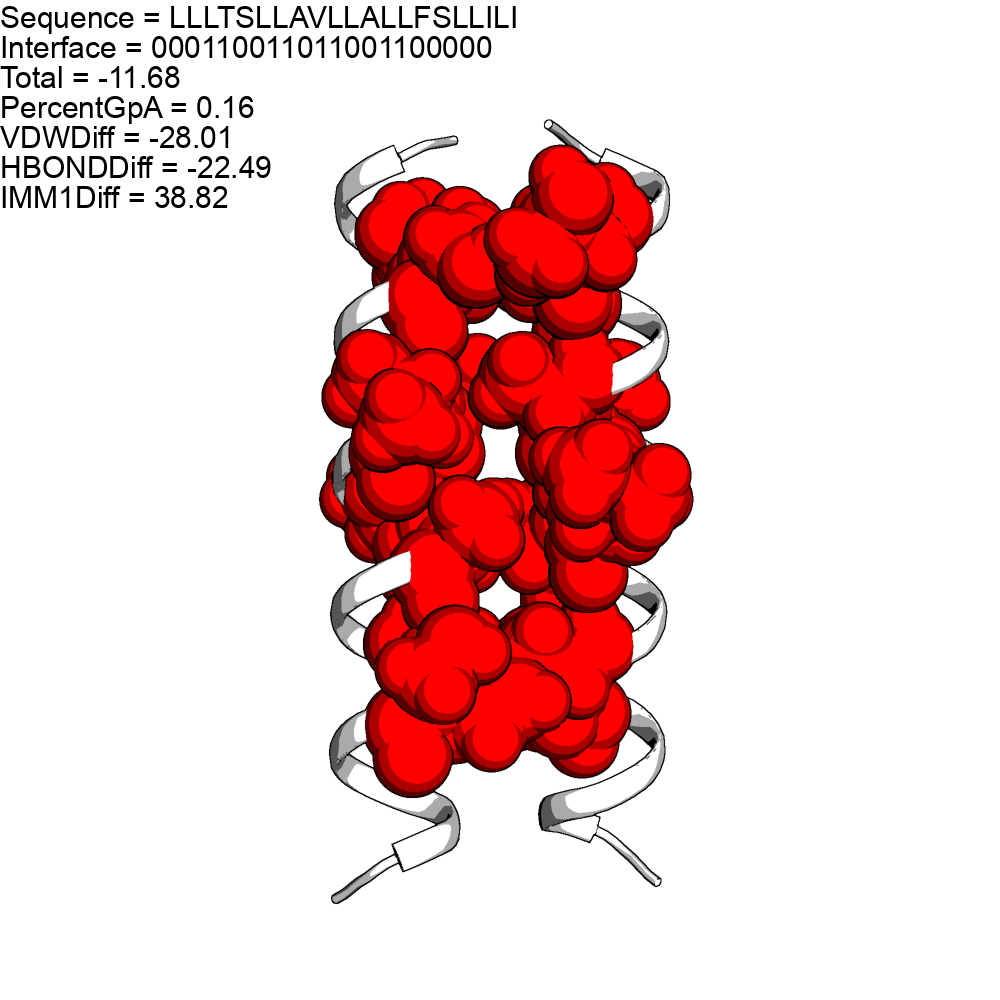 Sequence = LLLTSLLAVLLALLFSLLILI
Interface = 000110011011001100000
Total = -11.68
PercentGpA = 0.16
VDWDiff = -28.01
HBONDDiff = -22.49
IMM1Diff = 38.82